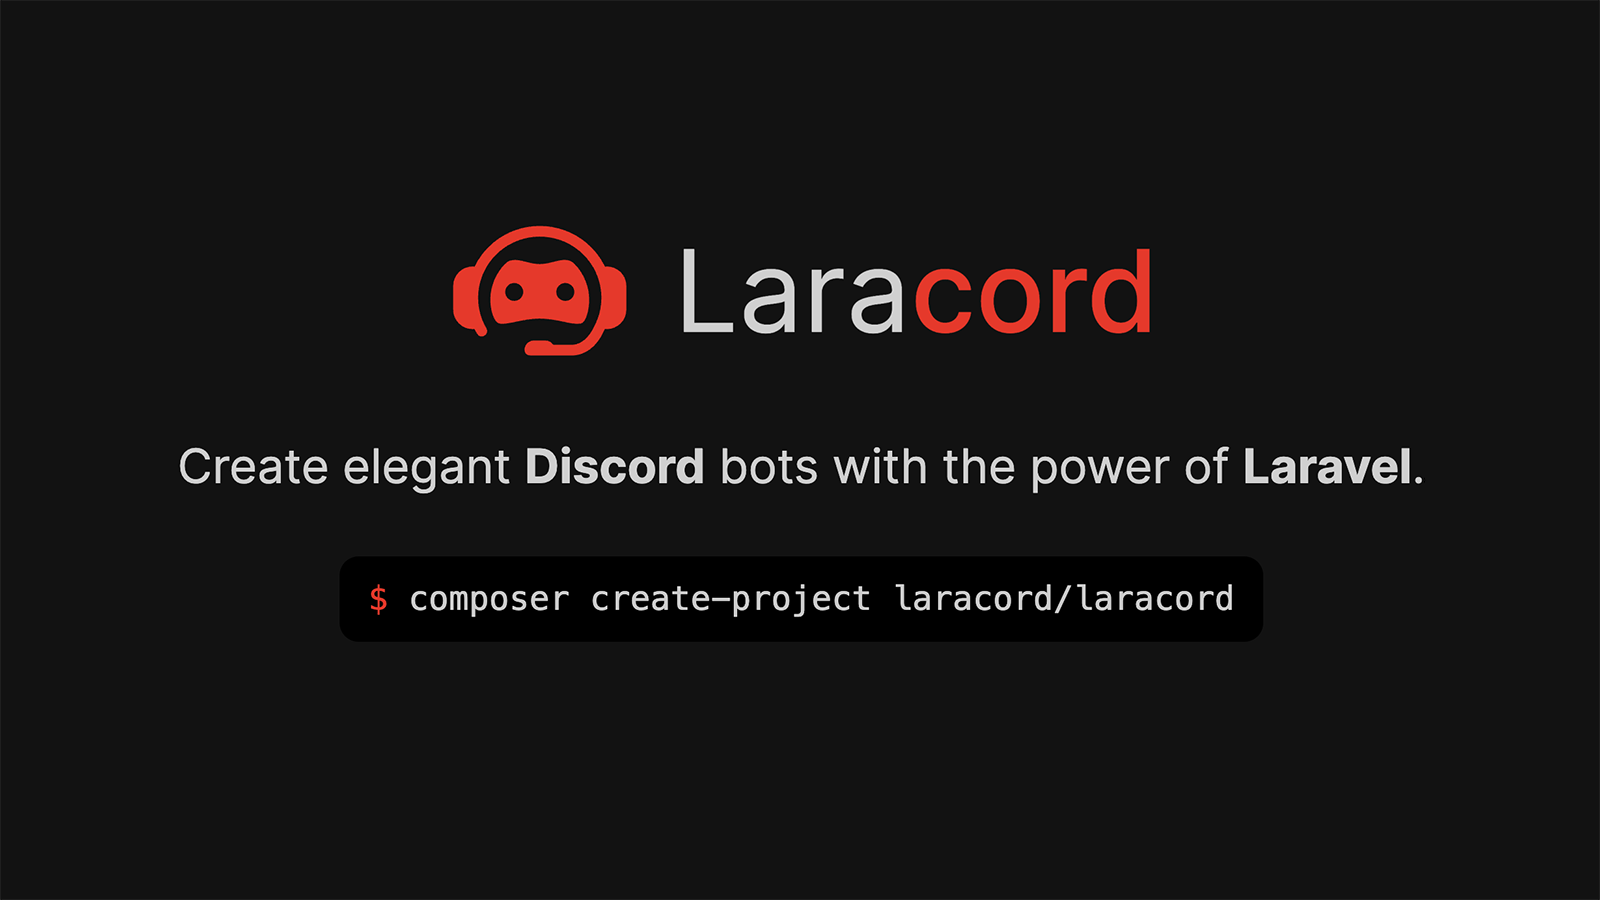 Laracord
Create elegant Discord bots with the power of Laravel.
$ composer create-project laracord/laracord